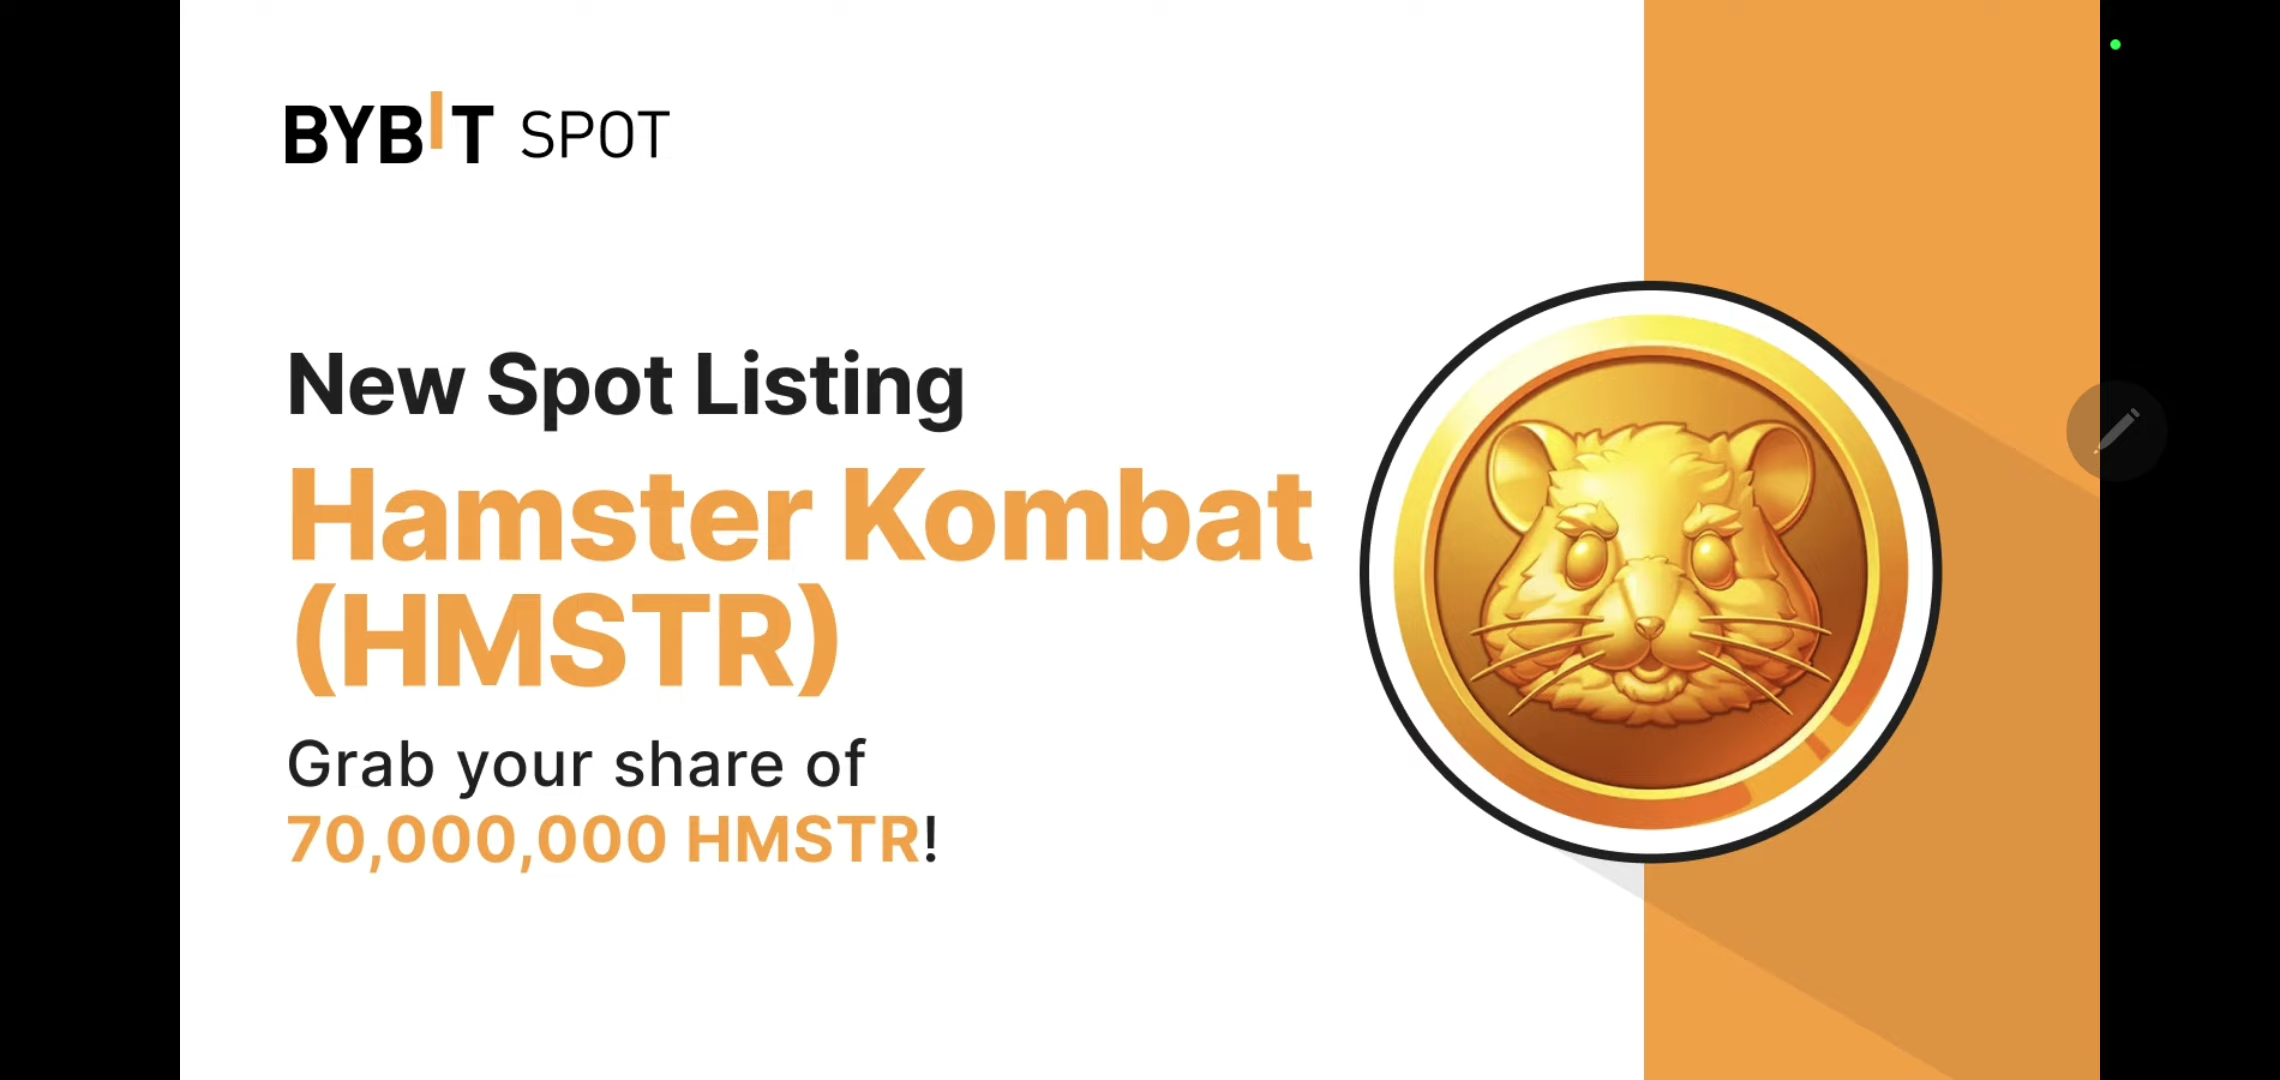 BYBIT SPOT
New Spot Listing
Hamster Kombat
(HMSTR)
Grab your share of
70,000,000 HMSTR!